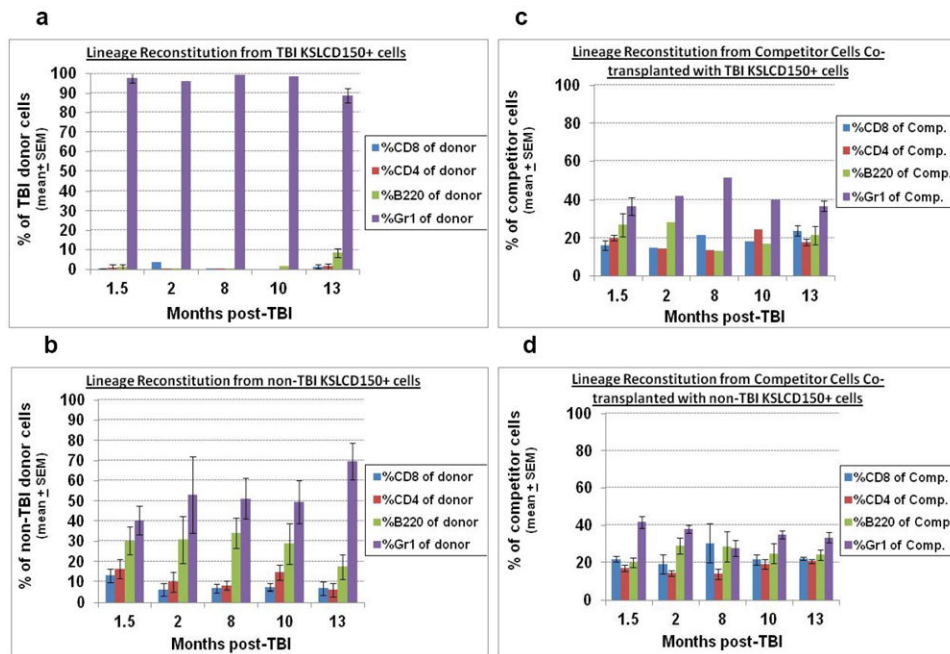 a
Lineage Reconstitution from TBI KSLCD150+ cells
% of TBI donor cells
(mean ± SEM)
100
90
80
70
60
50
40
30
20
10
0
1.5 2 8 10 13
Months post-TBI
%CD8 of donor
%CD4 of donor
%B220 of donor
%Gr1 of donor
c
Lineage Reconstitution from Competitor Cells Co-
transplanted with TBI KSLCD150+ cells
% of competitor cells
(mean ± SEM)
100
80
60
40
20
0
1.5 2 8 10 13
Months post-TBI
%CD8 of Comp.
%CD4 of Comp.
%B220 of Comp.
%Gr1 of Comp.
b
Lineage Reconstitution from non-TBI KSLCD150+ cells
% of non-TBI donor cells
(mean ± SEM)
100
90
80
70
60
50
40
30
20
10
0
1.5 2 8 10 13
Months post-TBI
%CD8 of donor
%CD4 of donor
%B220 of donor
%Gr1 of donor
d
Lineage Reconstitution from Competitor Cells Co-
transplanted with non-TBI KSLCD150+ cells
% of competitor cells
(mean ± SEM)
100
80
60
40
20
0
1.5 2 8 10 13
Months post-TBI
%CD8 of Comp.
%CD4 of Comp.
%B220 of Comp.
%Gr1 of Comp.